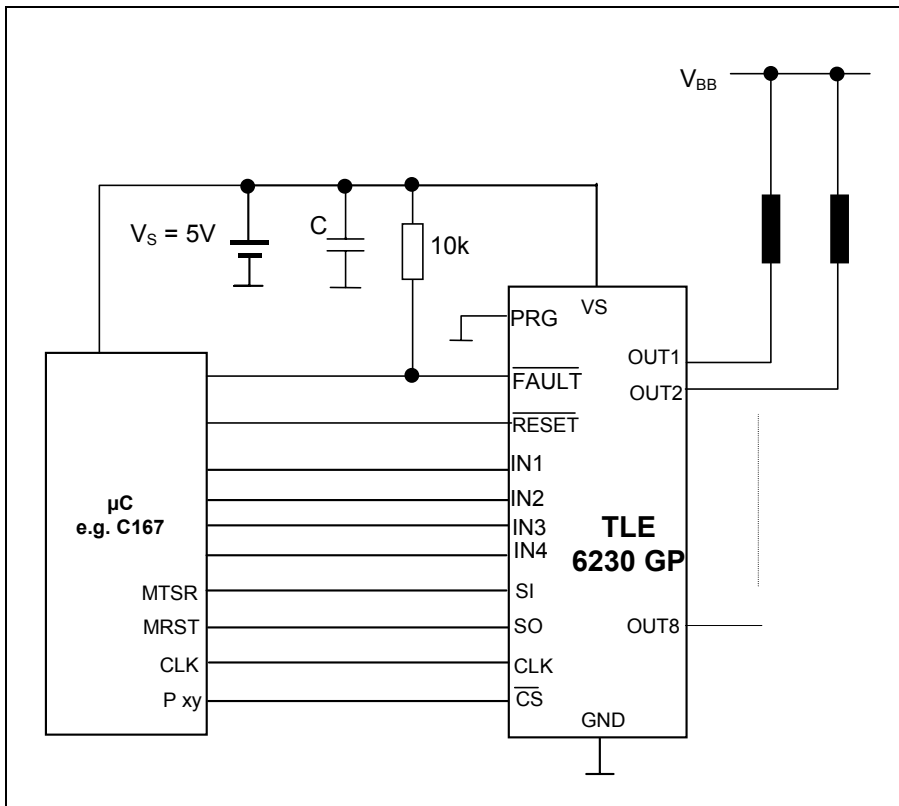 V_BB
V_S = 5V
C
10k
VS
PRG
OUT1
FAULT
OUT2
RESET
IN1
µC
e.g. C167
IN2
IN3
IN4
TLE
6230 GP
MTSR
SI
MRST
SO
OUT8
CLK
CLK
P xy
CS
GND